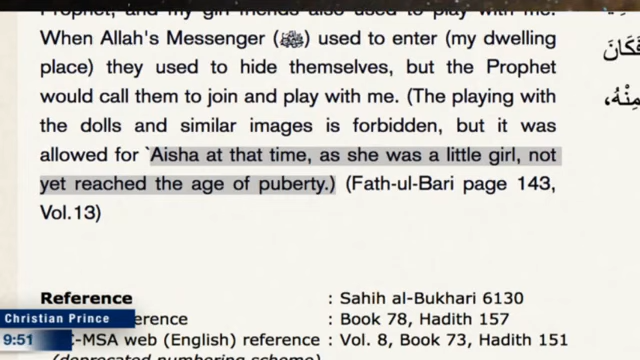 Prophet, and my girl friends also used to play with me.
When Allah's Messenger (ﷺ) used to enter (my dwelling
place) they used to hide themselves, but the Prophet
would call them to join and play with me. (The playing with
the dolls and similar images is forbidden, but it was
allowed for `Aisha at that time, as she was a little girl, not
yet reached the age of puberty.) (Fath-ul-Bari page 143,
Vol.13)
فَكَانَ
مِنْهُ،
Reference : Sahih al-Bukhari 6130
erence : Book 78, Hadith 157
C-MSA web (English) reference : Vol. 8, Book 73, Hadith 151
(deprecated numbering scheme)
Christian Prince
9:51